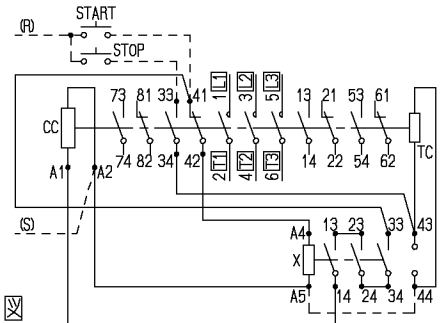 START
(R)
STOP
73 81 33 41 1 L1 3 L2 5 L3 13 21 53 61
CC
TC
74 82 34 42 2 T1 4 T2 6 T3 14 22 54 62
A1 A2
(S)
A4 13 23 33 43
X
A5 14 24 34 44